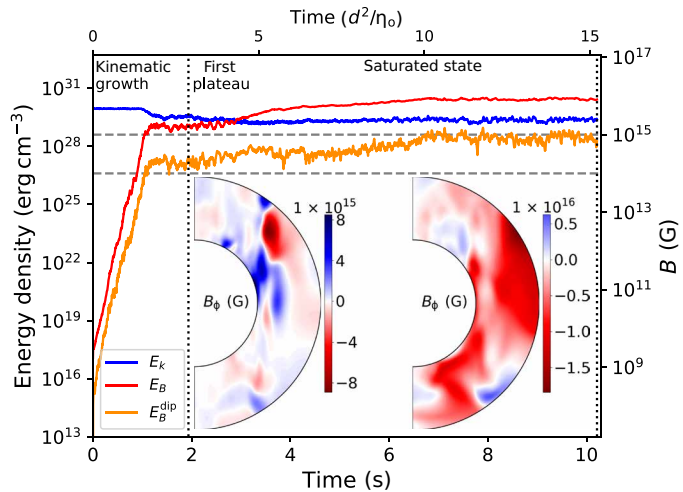 Time (d²/ηₒ)
0 5 10 15
Kinematic growth
First plateau
Saturated state
Energy density (erg cm⁻³)
10³¹
10²⁸
10²⁵
10²²
10¹⁹
10¹⁶
10¹³
10¹⁷
10¹⁵
10¹³
10¹¹
10⁹
B (G)
1 × 10¹⁵
8
4
0
−4
−8
B_ϕ (G)
1 × 10¹⁶
0.5
0.0
−0.5
−1.0
−1.5
B_ϕ (G)
E_k
E_B
E_B^dip
0 2 4 6 8 10
Time (s)